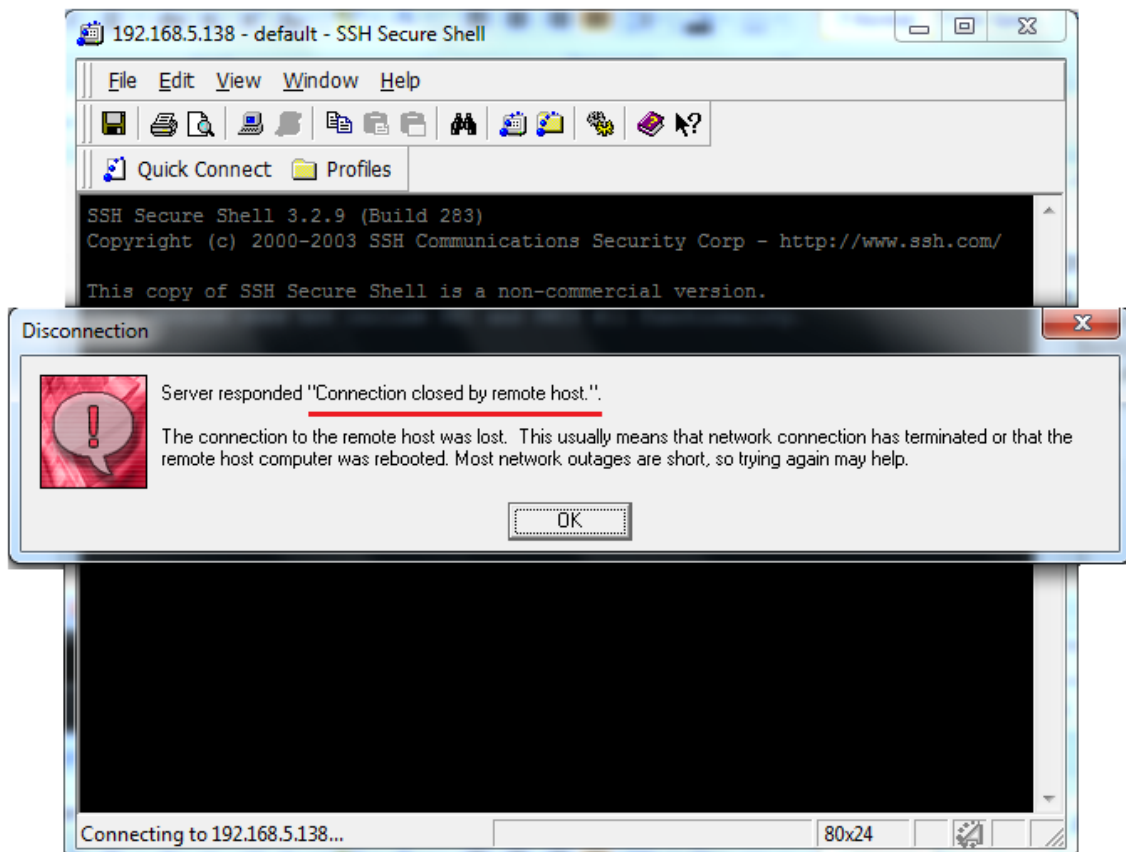 192.168.5.138 - default - SSH Secure Shell
File Edit View Window Help
Quick Connect Profiles
SSH Secure Shell 3.2.9 (Build 283)
Copyright (c) 2000-2003 SSH Communications Security Corp - http://www.ssh.com/
This copy of SSH Secure Shell is a non-commercial version.
Disconnection
Server responded "Connection closed by remote host.".
The connection to the remote host was lost. This usually means that network connection has terminated or that the
remote host computer was rebooted. Most network outages are short, so trying again may help.
OK
Connecting to 192.168.5.138...
80x24